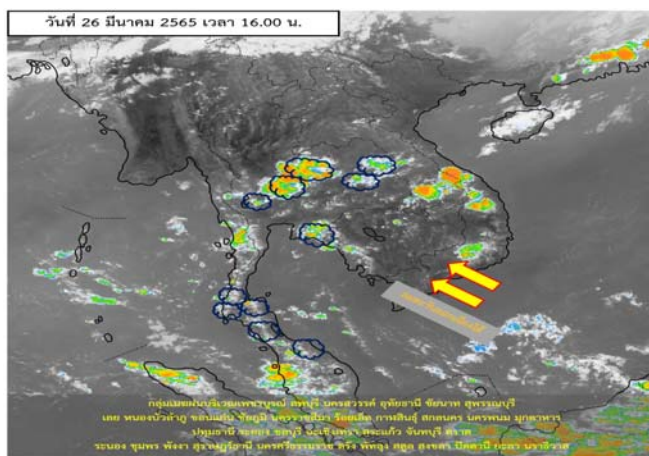 วันที่ 26 มีนาคม 2565 เวลา 16.00 น.
กลุ่มเมฆฝนบริเวณเพชรบูรณ์ ลพบุรี นครสวรรค์ อุทัยธานี ชัยนาท สุพรรณบุรี
เลย หนองบัวลำภู ขอนแก่น ชัยภูมิ นครราชสีมา ร้อยเอ็ด กาฬสินธุ์ สกลนคร นครพนม มุกดาหาร
ปทุมธานี ระยอง ชลบุรี ฉะเชิงเทรา สระแก้ว จันทบุรี ตราด
ระนอง ชุมพร พังงา สุราษฎร์ธานี นครศรีธรรมราช ตรัง พัทลุง สตูล สงขลา ปัตตานี ยะลา นราธิวาส